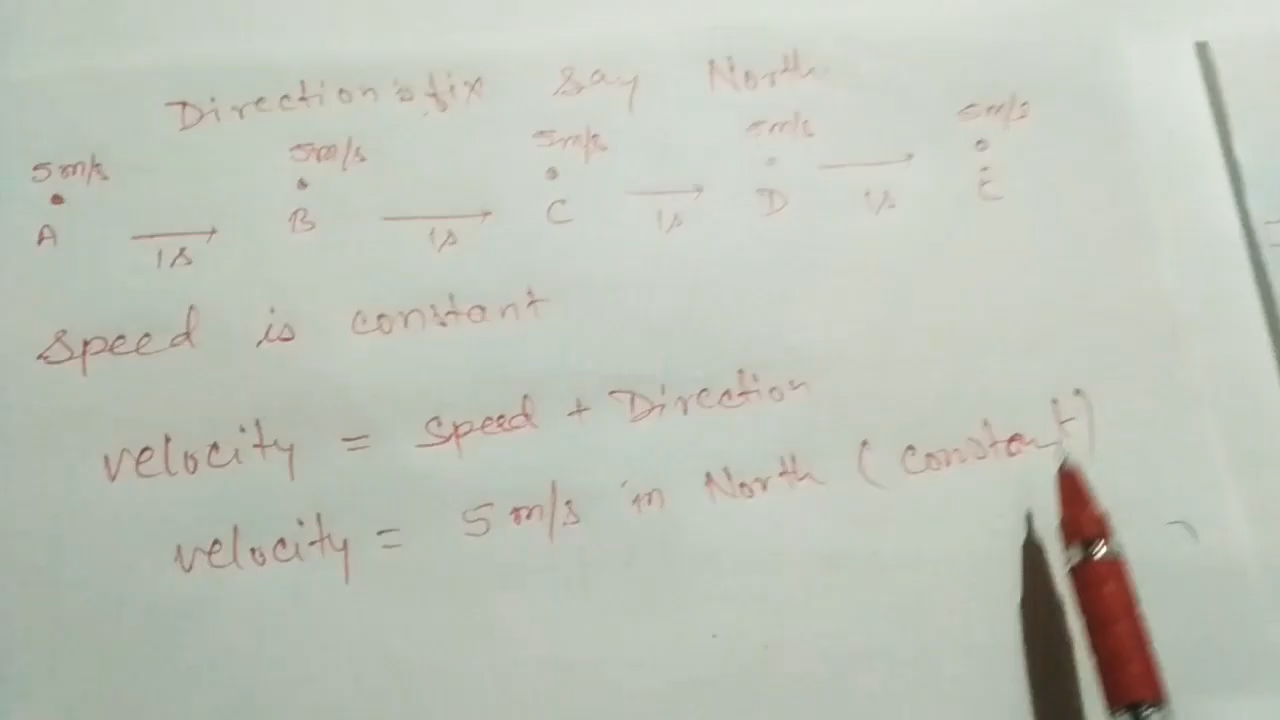 Direction is fix say North
5m/s 5m/s 5m/s 5m/s 5m/s
A B C D E
1s 1s 1s 1s
speed is constant
velocity = speed + Direction
velocity = 5 m/s in North (constant)